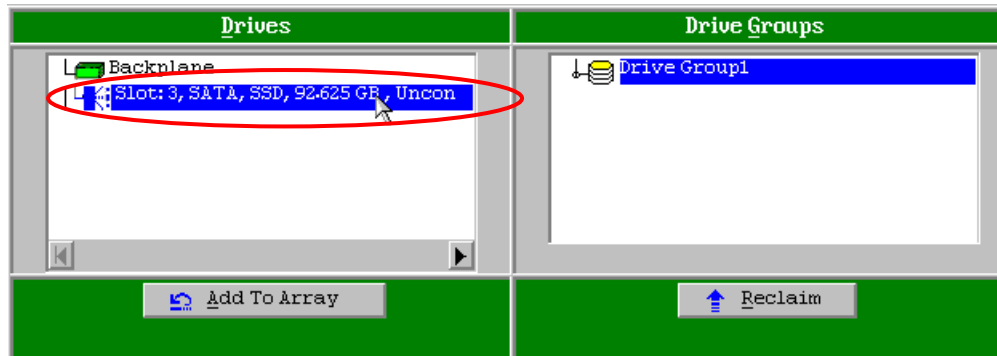 Drives
Drive Groups
Backplane
Slot: 3, SATA, SSD, 92.625 GB, Uncon
Drive Group1
Add To Array
Reclaim